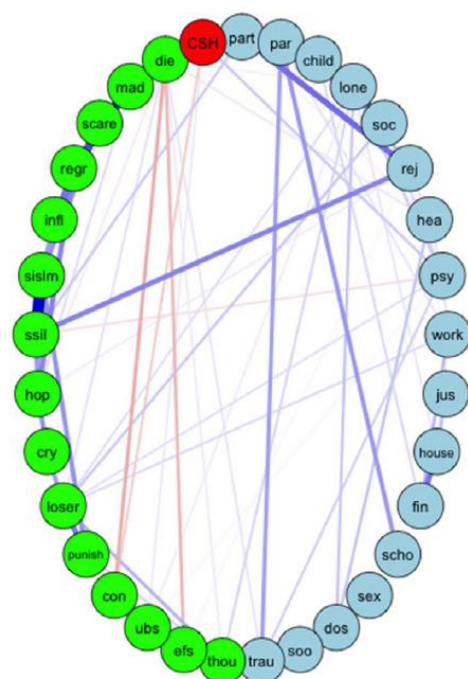 CSH
part
par
child
lone
soc
rej
hea
psy
work
jus
house
fin
scho
sex
dos
soo
trau
thou
efs
ubs
con
punish
loser
cry
hop
ssil
sislm
infl
regr
scare
mad
die